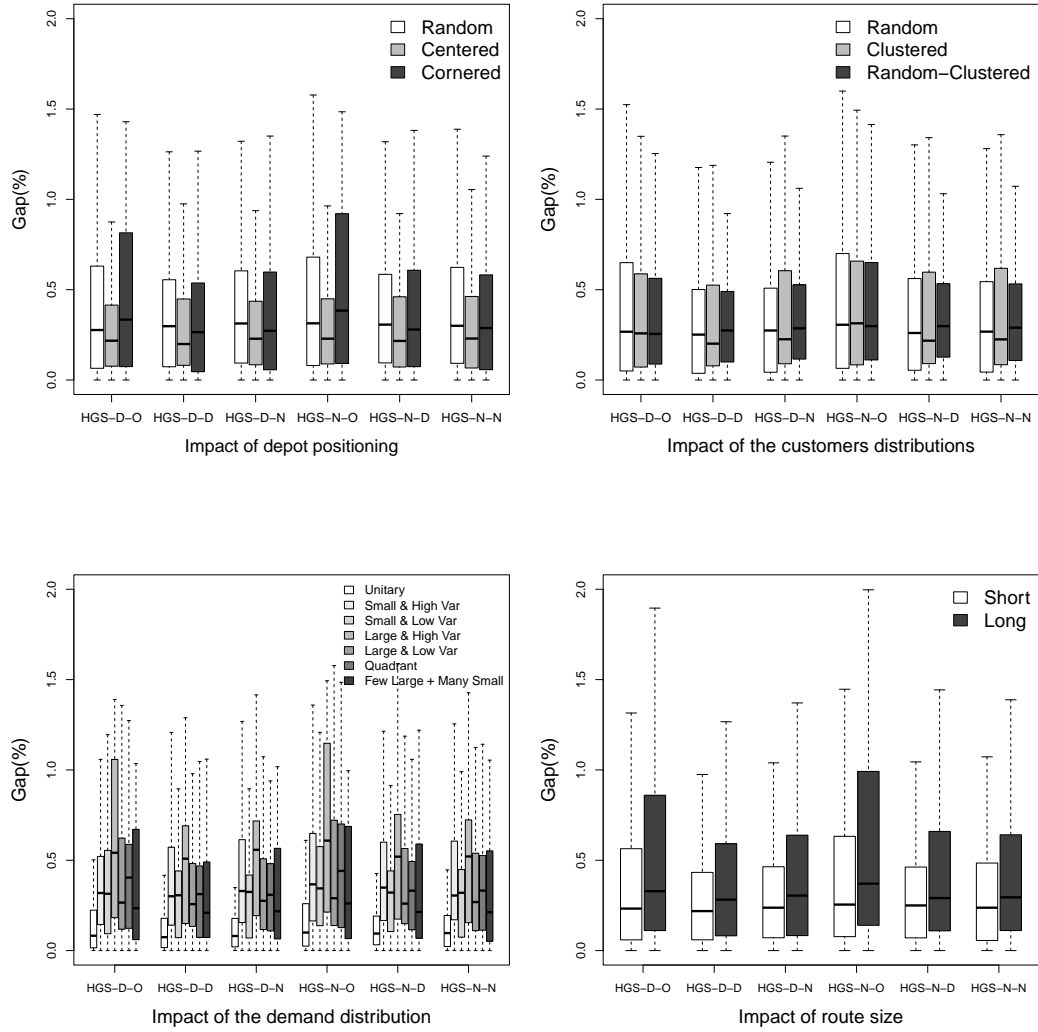 2.0
1.5
1.0
0.5
0.0
Gap(%)
Random
Centered
Cornered
HGS−D−O HGS−D−D HGS−D−N HGS−N−O HGS−N−D HGS−N−N
Impact of depot positioning
2.0
1.5
1.0
0.5
0.0
Gap(%)
Random
Clustered
Random−Clustered
HGS−D−O HGS−D−D HGS−D−N HGS−N−O HGS−N−D HGS−N−N
Impact of the customers distributions
2.0
1.5
1.0
0.5
0.0
Gap(%)
Unitary
Small & High Var
Small & Low Var
Large & High Var
Large & Low Var
Quadrant
Few Large + Many Small
HGS−D−O HGS−D−D HGS−D−N HGS−N−O HGS−N−D HGS−N−N
Impact of the demand distribution
2.0
1.5
1.0
0.5
0.0
Gap(%)
Short
Long
HGS−D−O HGS−D−D HGS−D−N HGS−N−O HGS−N−D HGS−N−N
Impact of route size